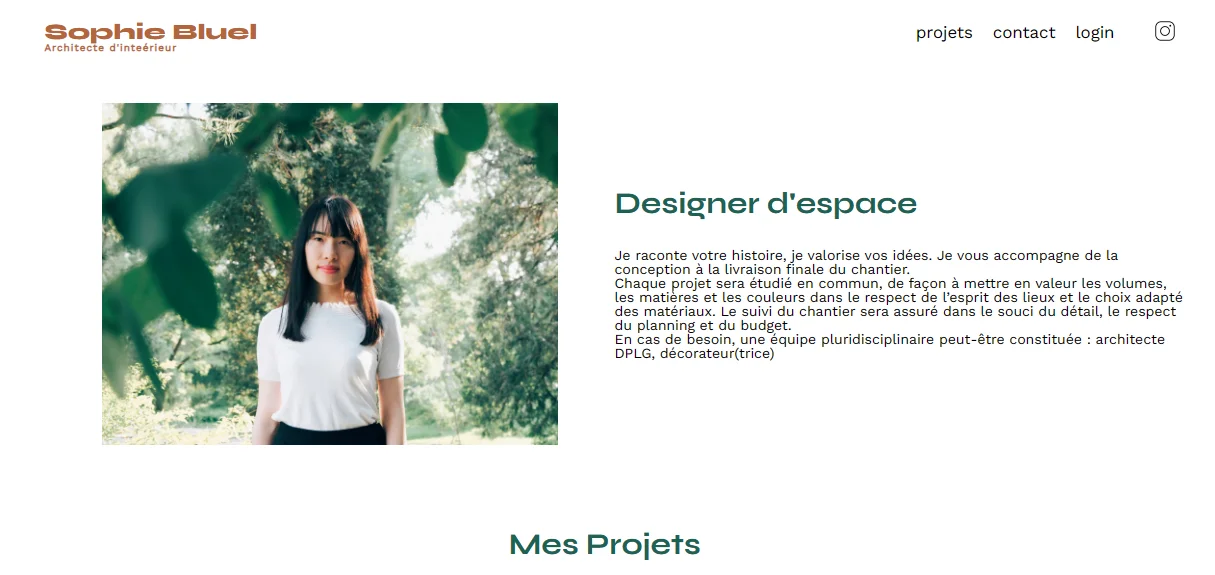 Sophie Bluel
Architecte d'inteérieur
projets contact login
Designer d'espace
Je raconte votre histoire, je valorise vos idées. Je vous accompagne de la
conception à la livraison finale du chantier.
Chaque projet sera étudié en commun, de façon à mettre en valeur les volumes,
les matières et les couleurs dans le respect de l’esprit des lieux et le choix adapté
des matériaux. Le suivi du chantier sera assuré dans le souci du détail, le respect
du planning et du budget.
En cas de besoin, une équipe pluridisciplinaire peut-être constituée : architecte
DPLG, décorateur(trice)
Mes Projets